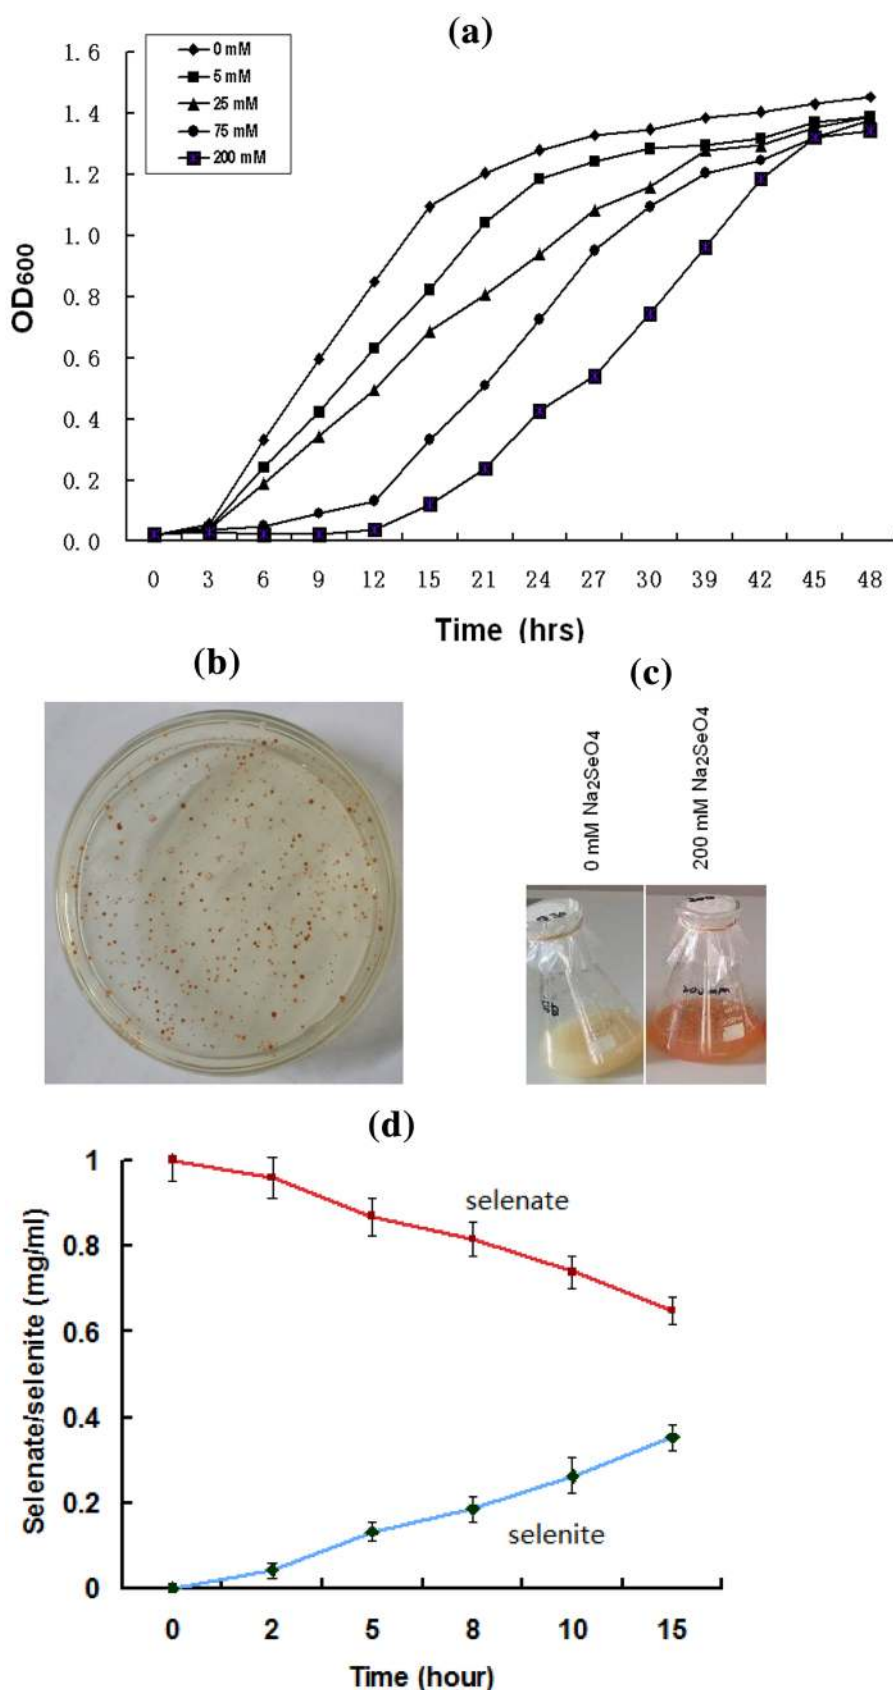 (a)
0 mM
5 mM
25 mM
75 mM
200 mM
1.6
1.4
1.2
1.0
0.8
0.6
0.4
0.2
0.0
OD600
0 3 6 9 12 15 21 24 27 30 39 42 45 48
Time (hrs)
(b)
(c)
0 mM Na2SeO4
200 mM Na2SeO4
(d)
1
0.8
0.6
0.4
0.2
0
Selenate/selenite (mg/ml)
selenate
selenite
0 2 5 8 10 15
Time (hour)